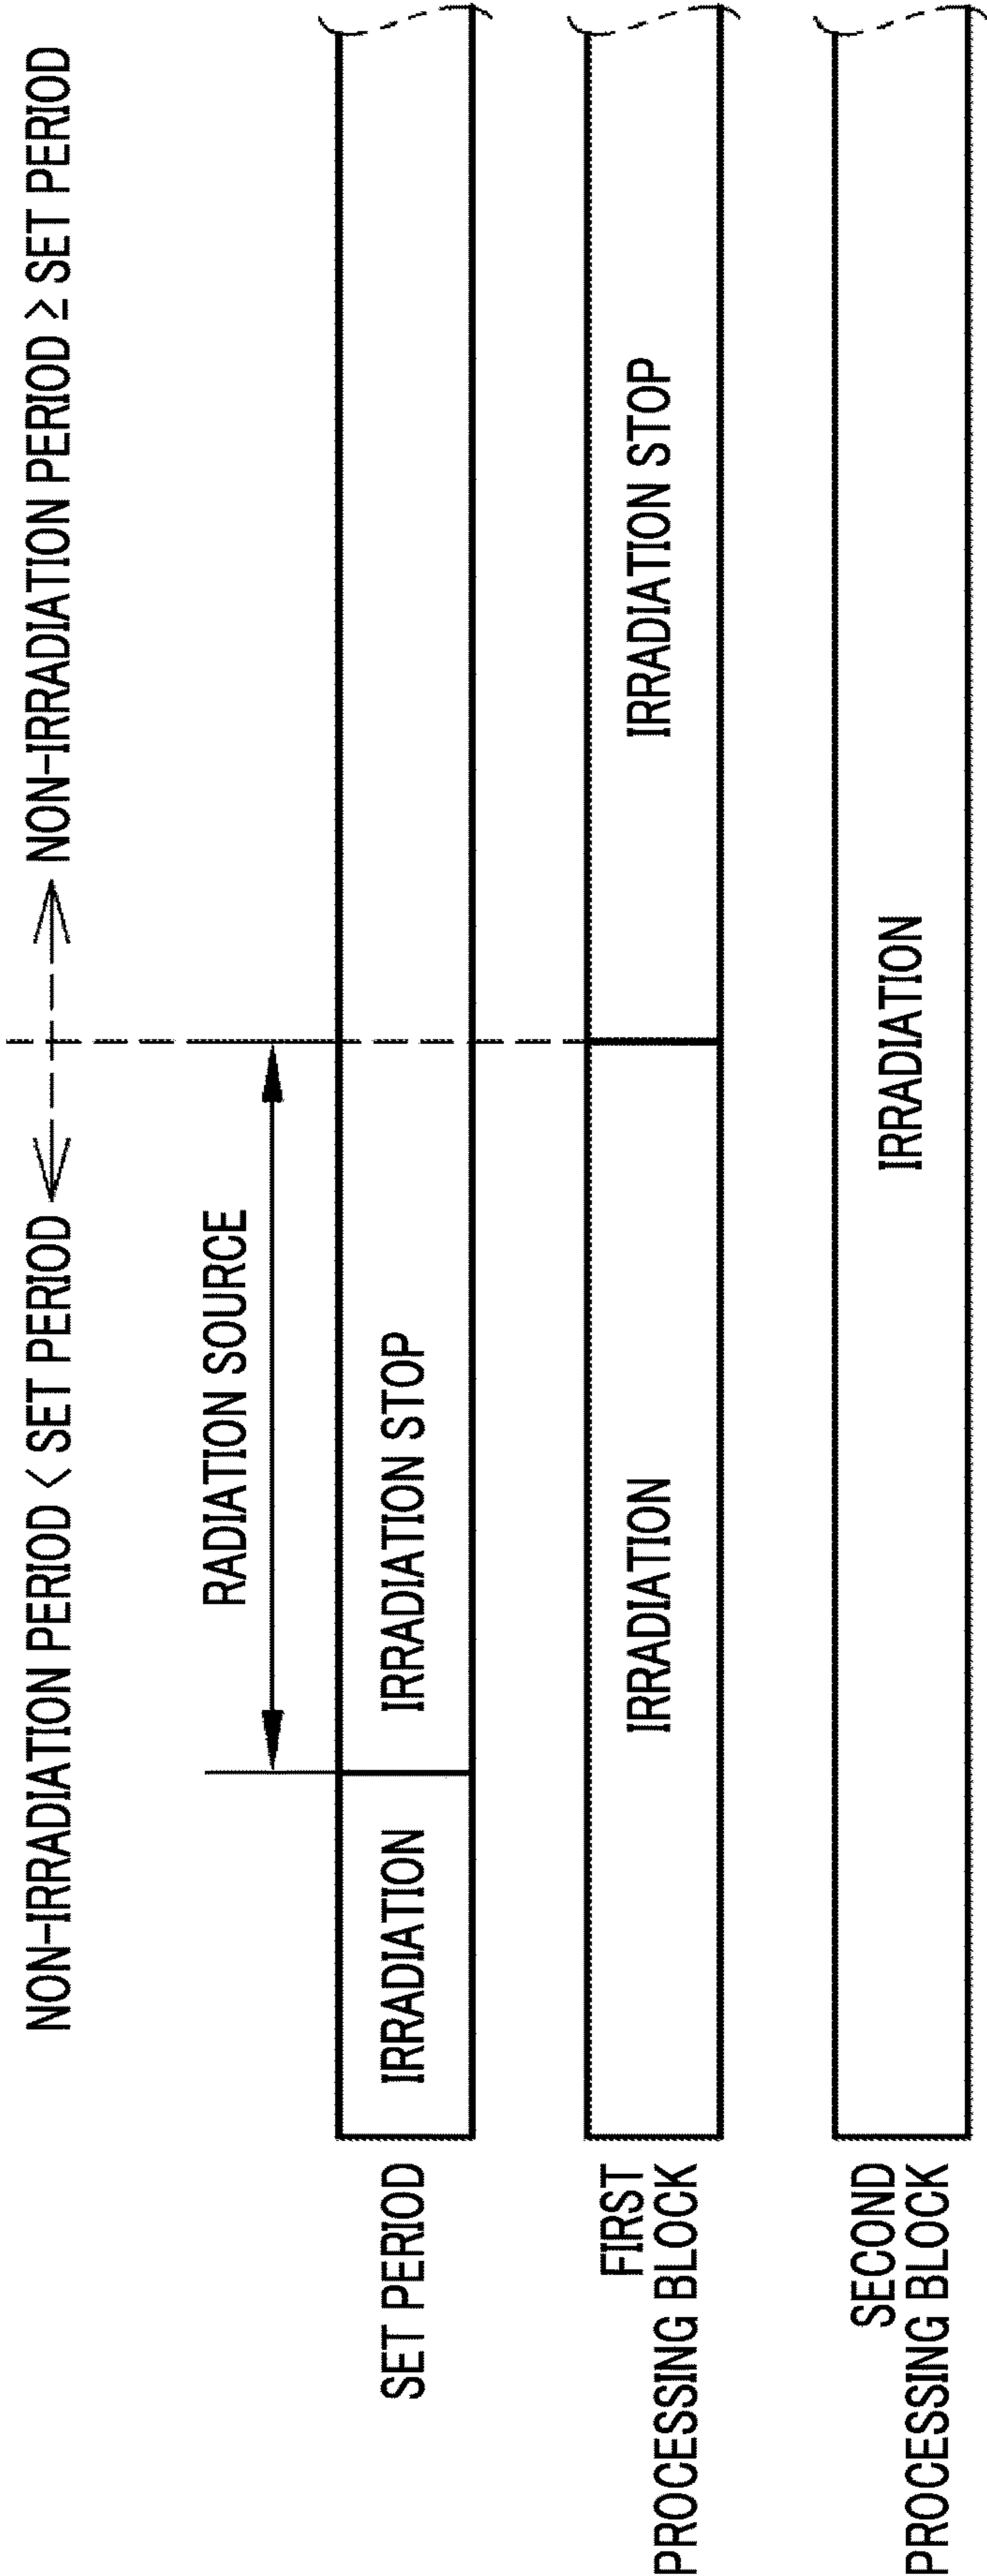 NON-IRRADIATION PERIOD < SET PERIOD
NON-IRRADIATION PERIOD ≥ SET PERIOD
RADIATION SOURCE
SET PERIOD
IRRADIATION
IRRADIATION STOP
FIRST
PROCESSING BLOCK
IRRADIATION
IRRADIATION STOP
SECOND
PROCESSING BLOCK
IRRADIATION